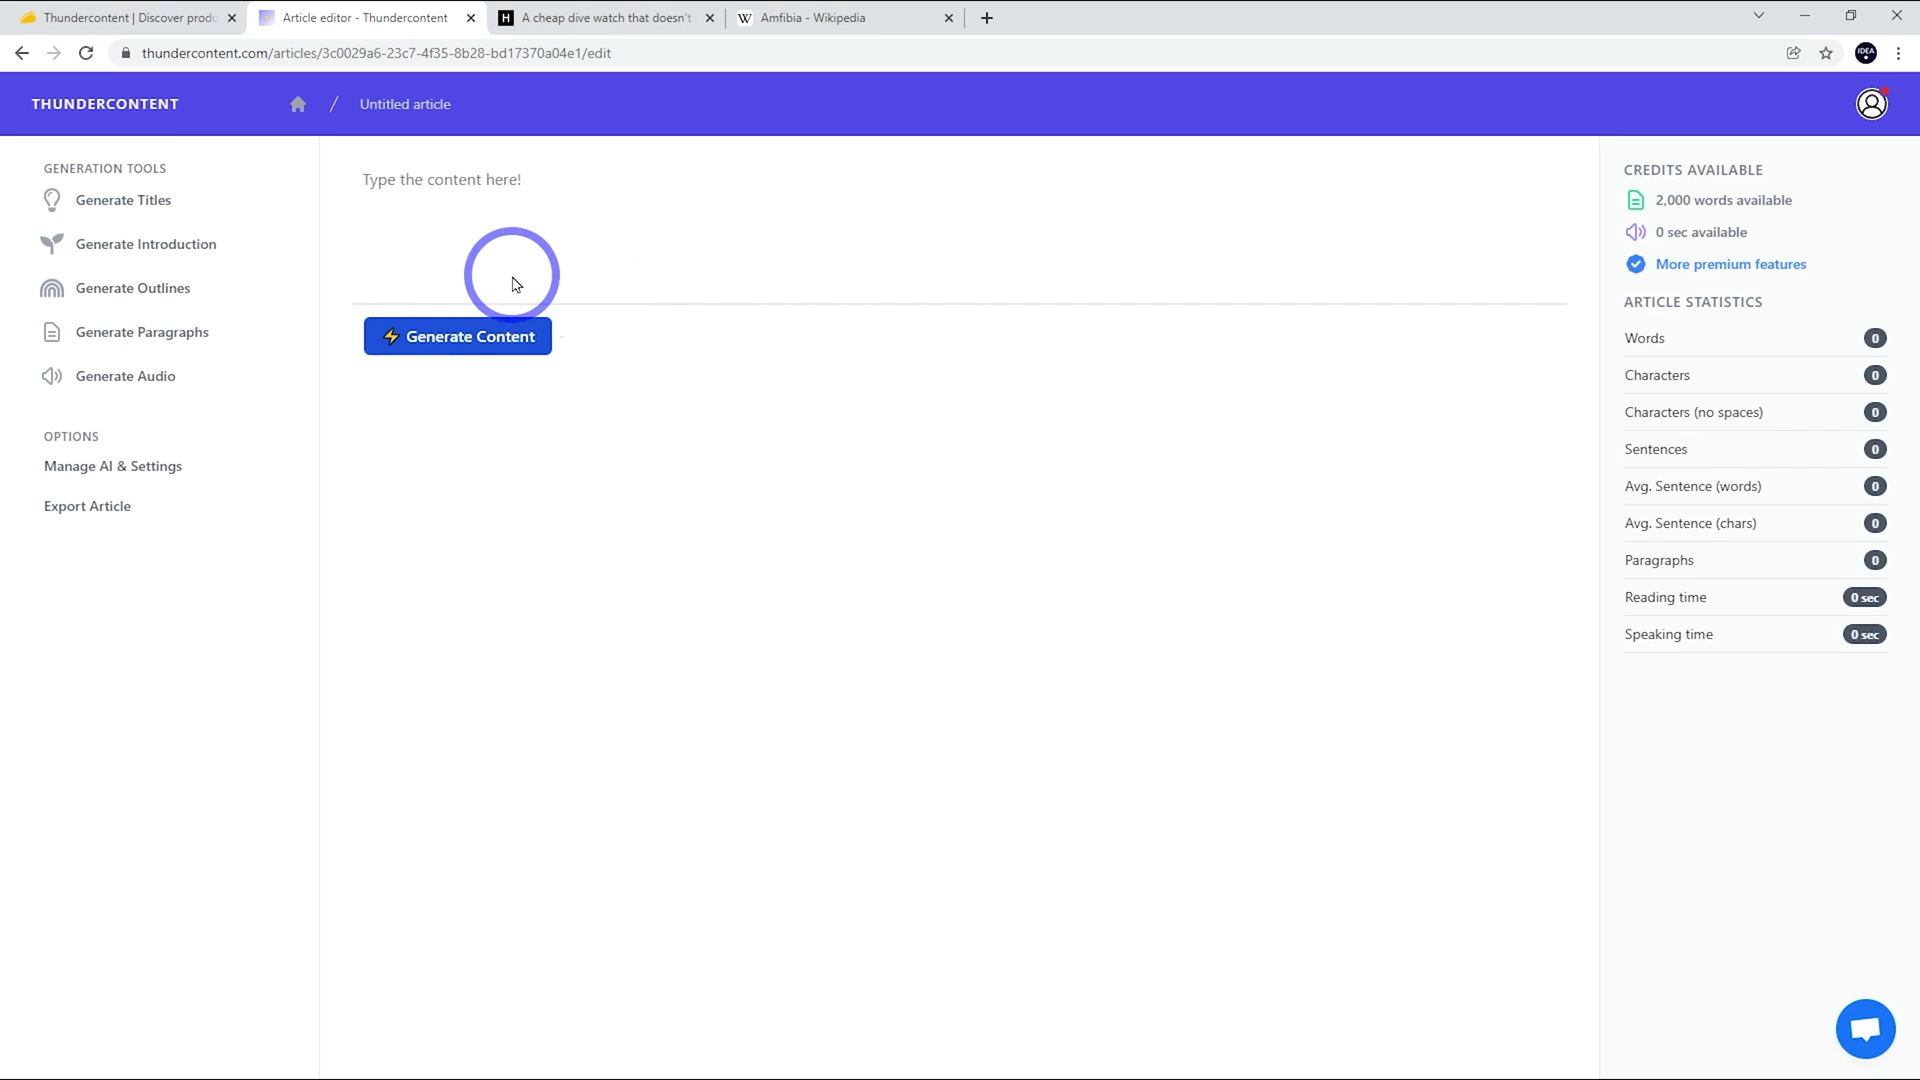 Thundercontent | Discover produ
Article editor - Thundercontent
H
A cheap dive watch that doesn't
W
Amfibia - Wikipedia
thundercontent.com/articles/3c0029a6-23c7-4f35-8b28-bd17370a04e1/edit
IDEA
THUNDERCONTENT
/
Untitled article
GENERATION TOOLS
Generate Titles
Generate Introduction
Generate Outlines
Generate Paragraphs
Generate Audio
OPTIONS
Manage AI & Settings
Export Article
Type the content here!
⚡ Generate Content
CREDITS AVAILABLE
2,000 words available
0 sec available
More premium features
ARTICLE STATISTICS
Words 0
Characters 0
Characters (no spaces) 0
Sentences 0
Avg. Sentence (words) 0
Avg. Sentence (chars) 0
Paragraphs 0
Reading time 0 sec
Speaking time 0 sec